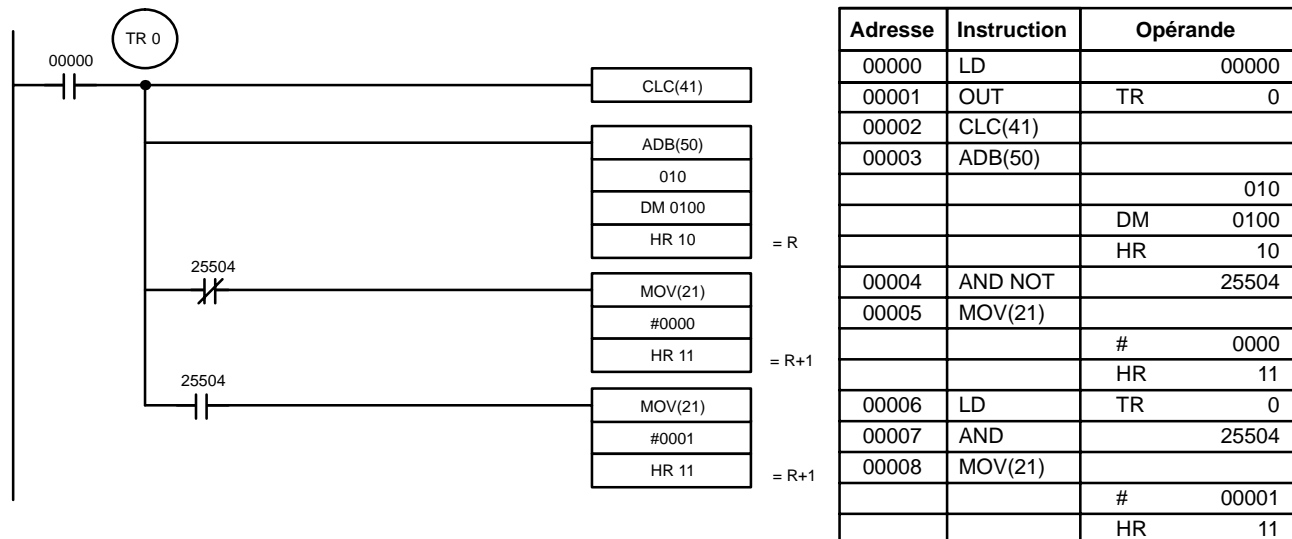 TR 0
00000
CLC(41)
ADB(50)
010
DM 0100
HR 10
= R
25504
MOV(21)
#0000
HR 11
= R+1
25504
MOV(21)
#0001
HR 11
= R+1
Adresse Instruction Opérande
00000 LD 00000
00001 OUT TR 0
00002 CLC(41)
00003 ADB(50)
010
DM 0100
HR 10
00004 AND NOT 25504
00005 MOV(21)
# 0000
HR 11
00006 LD TR 0
00007 AND 25504
00008 MOV(21)
# 00001
HR 11